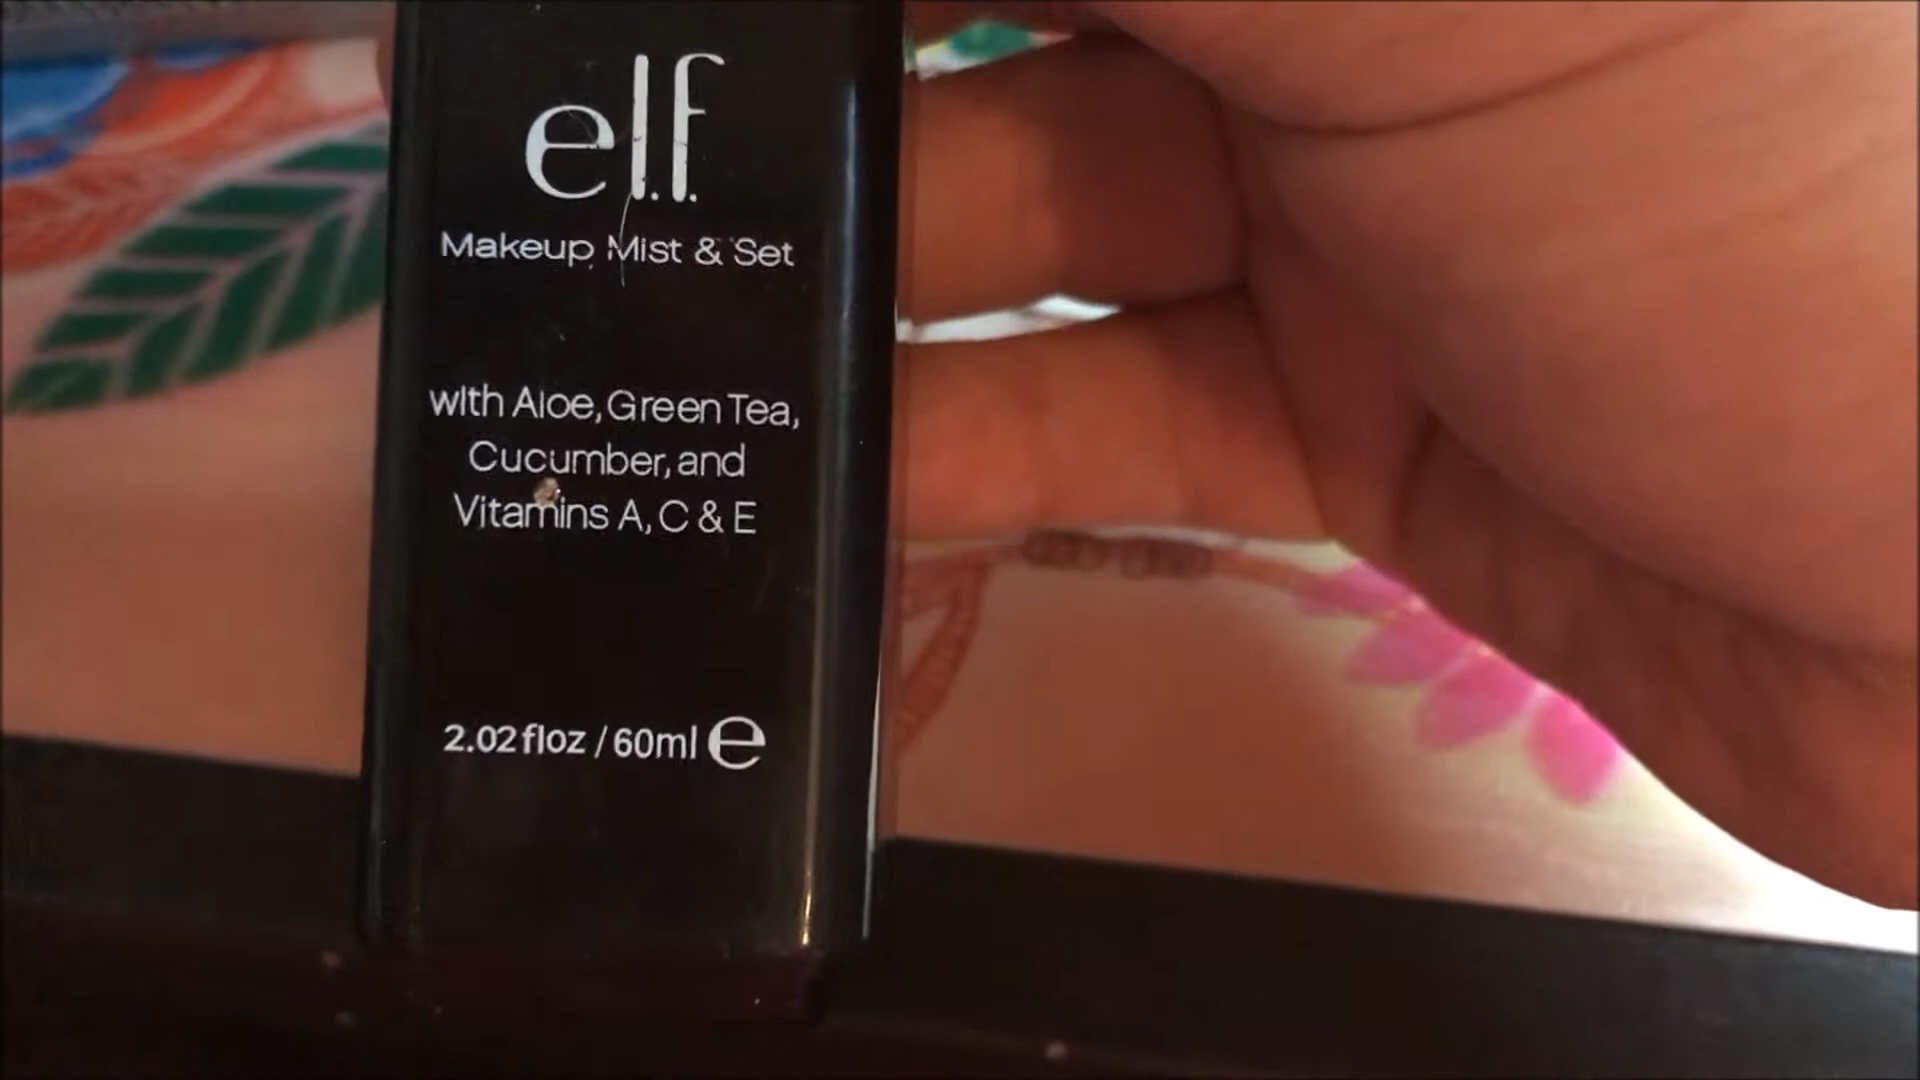 e.l.f.
Makeup Mist & Set
with Aloe, Green Tea,
Cucumber, and
Vitamins A, C & E
2.02 fl oz / 60ml e